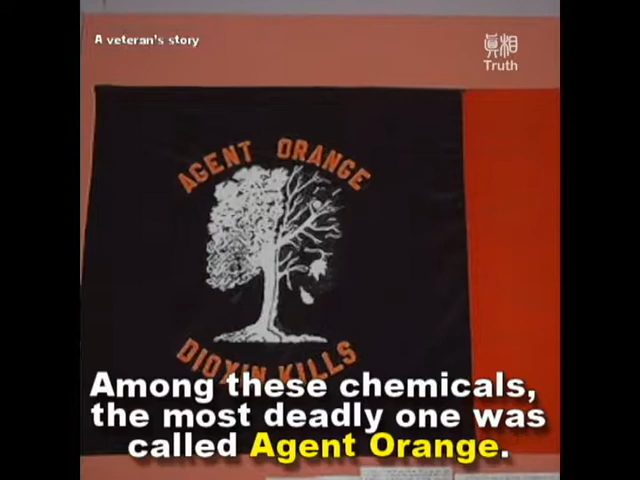 A veteran's story
眞相
Truth
AGENT ORANGE
DIOXIN KILLS
Among these chemicals,
the most deadly one was
called Agent Orange.